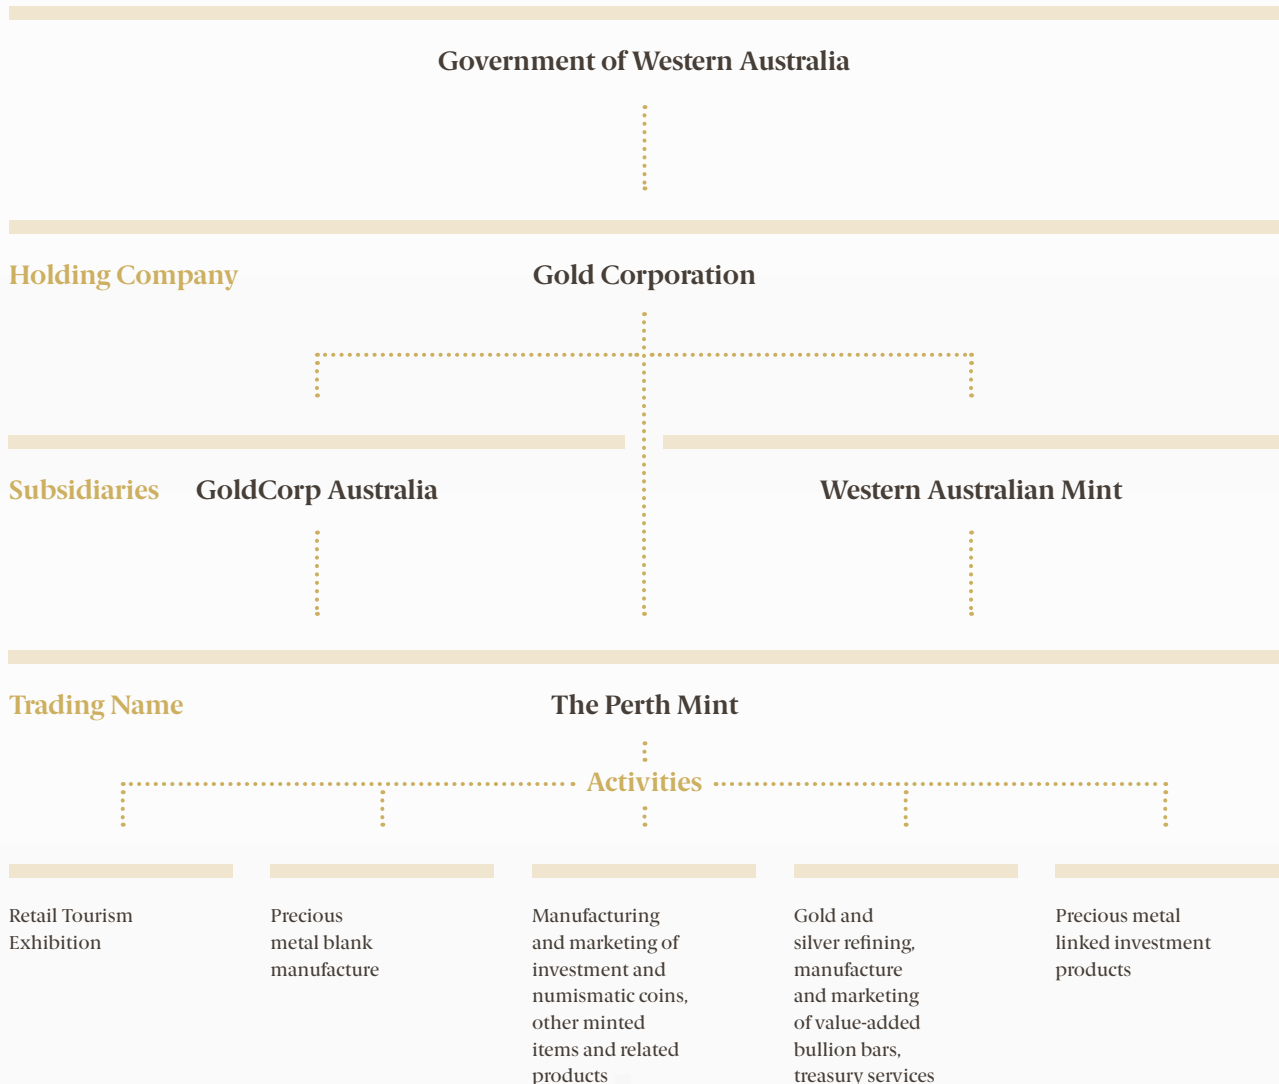 Government of Western Australia
Holding Company
Gold Corporation
Subsidiaries
GoldCorp Australia
Western Australian Mint
Trading Name
The Perth Mint
Activities
Retail Tourism
Exhibition
Precious
metal blank
manufacture
Manufacturing
and marketing of
investment and
numismatic coins,
other minted
items and related
products
Gold and
silver refining,
manufacture
and marketing
of value-added
bullion bars,
treasury services
Precious metal
linked investment
products